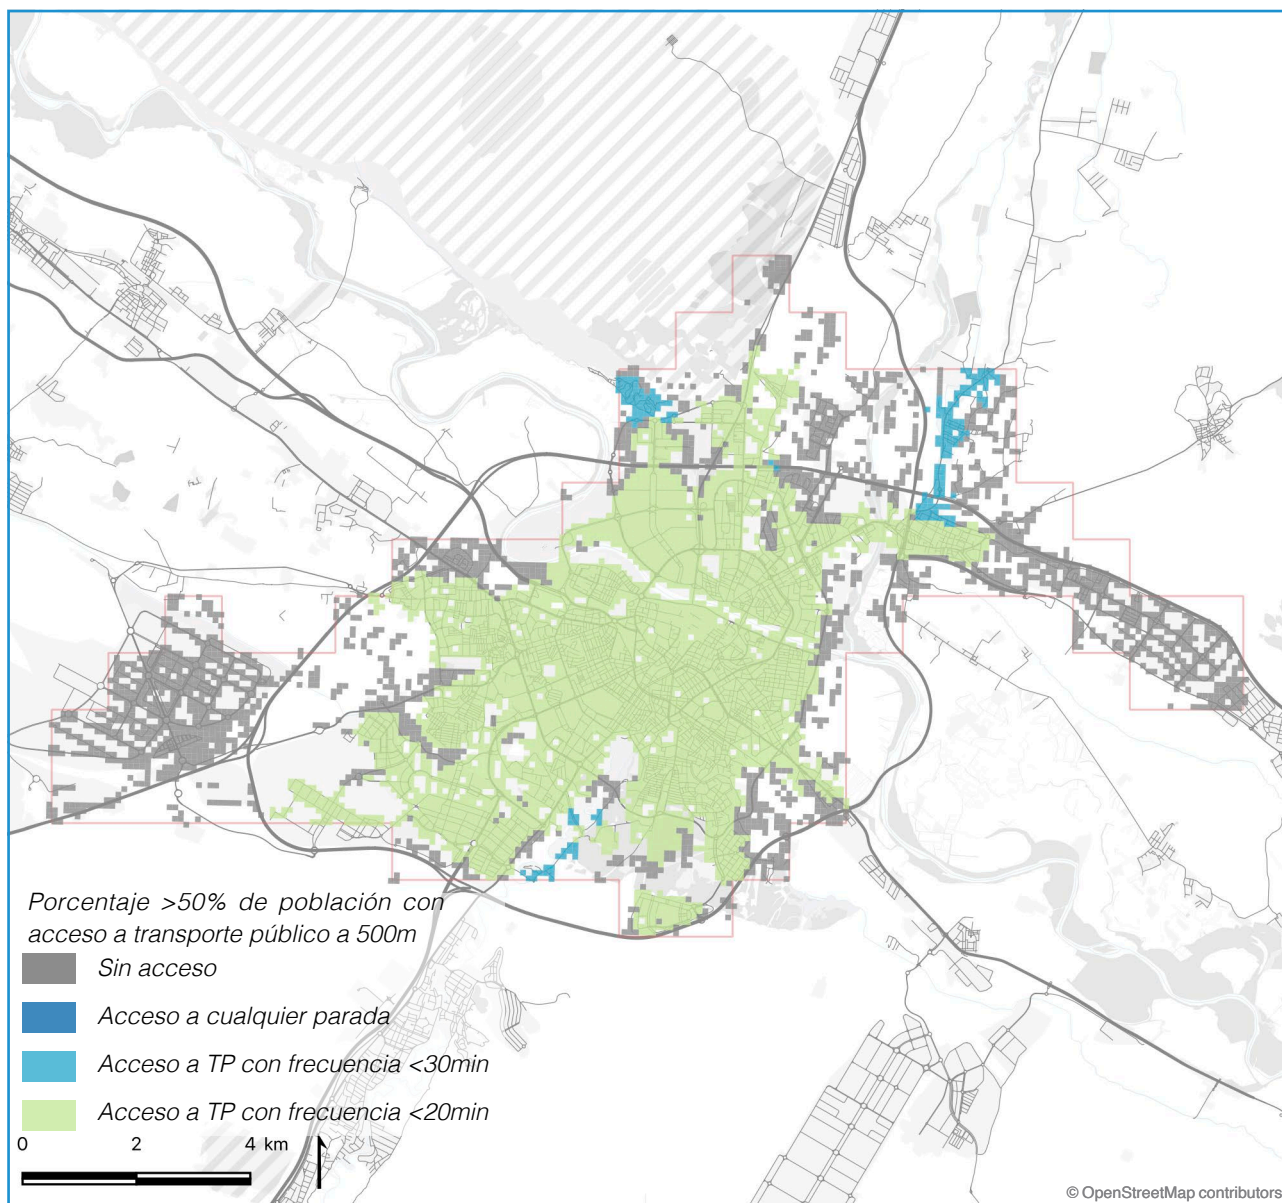 Porcentaje >50% de población con
acceso a transporte público a 500m
Sin acceso
Acceso a cualquier parada
Acceso a TP con frecuencia <30min
Acceso a TP con frecuencia <20min
0 2 4 km
© OpenStreetMap contributors